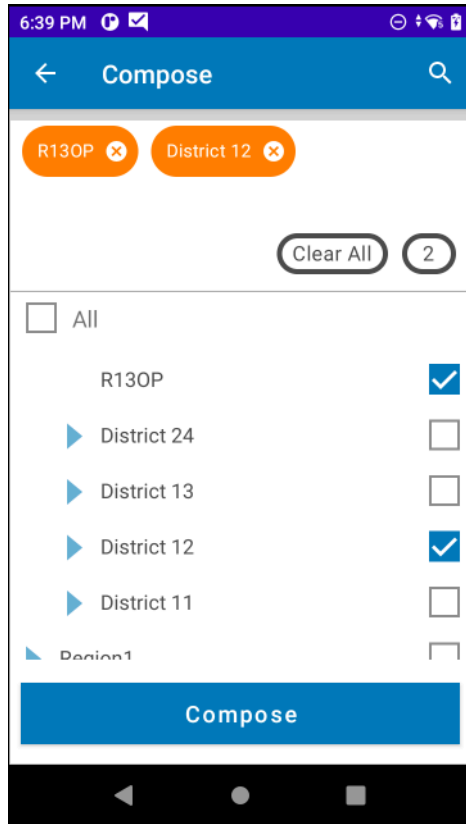 6:39 PM
Compose
R13OP District 12
Clear All 2
All
R13OP
District 24
District 13
District 12
District 11
Region1
Compose